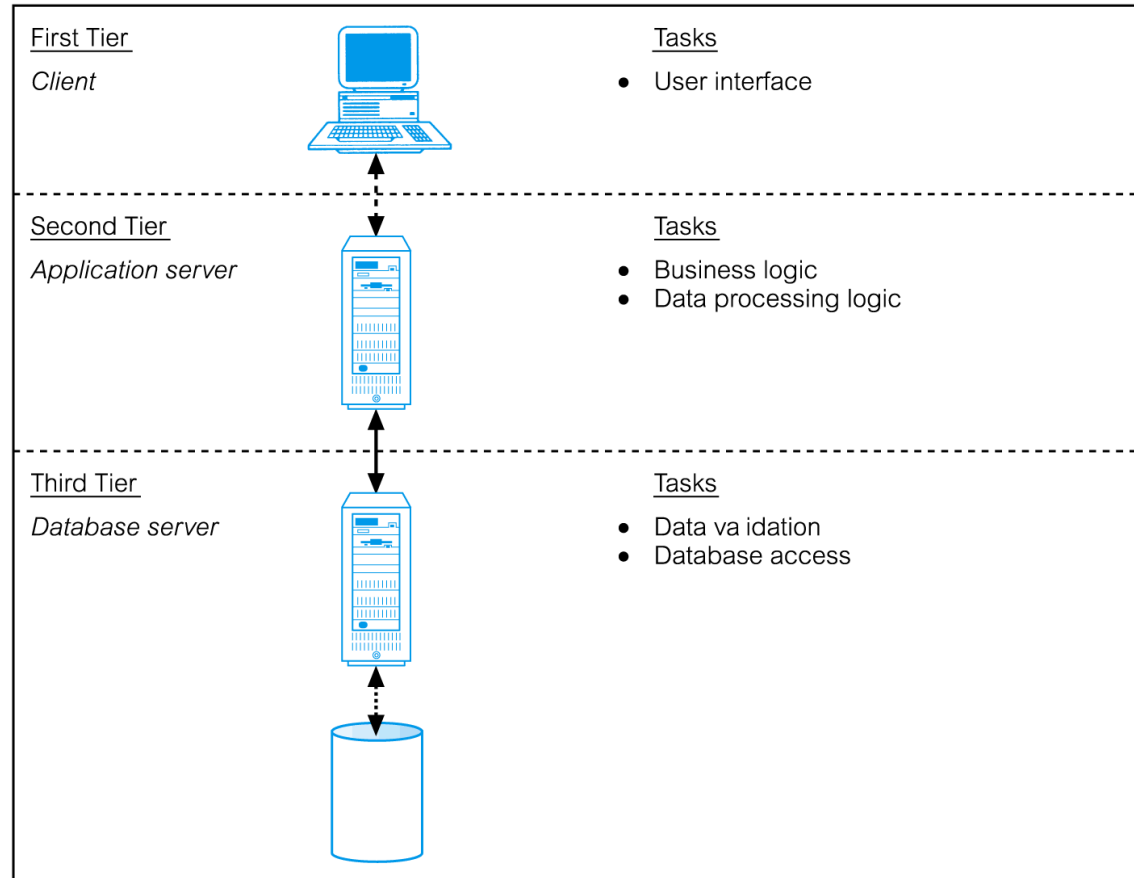 First Tier
Tasks
Client
● User interface
Second Tier
Tasks
Application server
● Business logic
● Data processing logic
Third Tier
Tasks
Database server
● Data va idation
● Database access